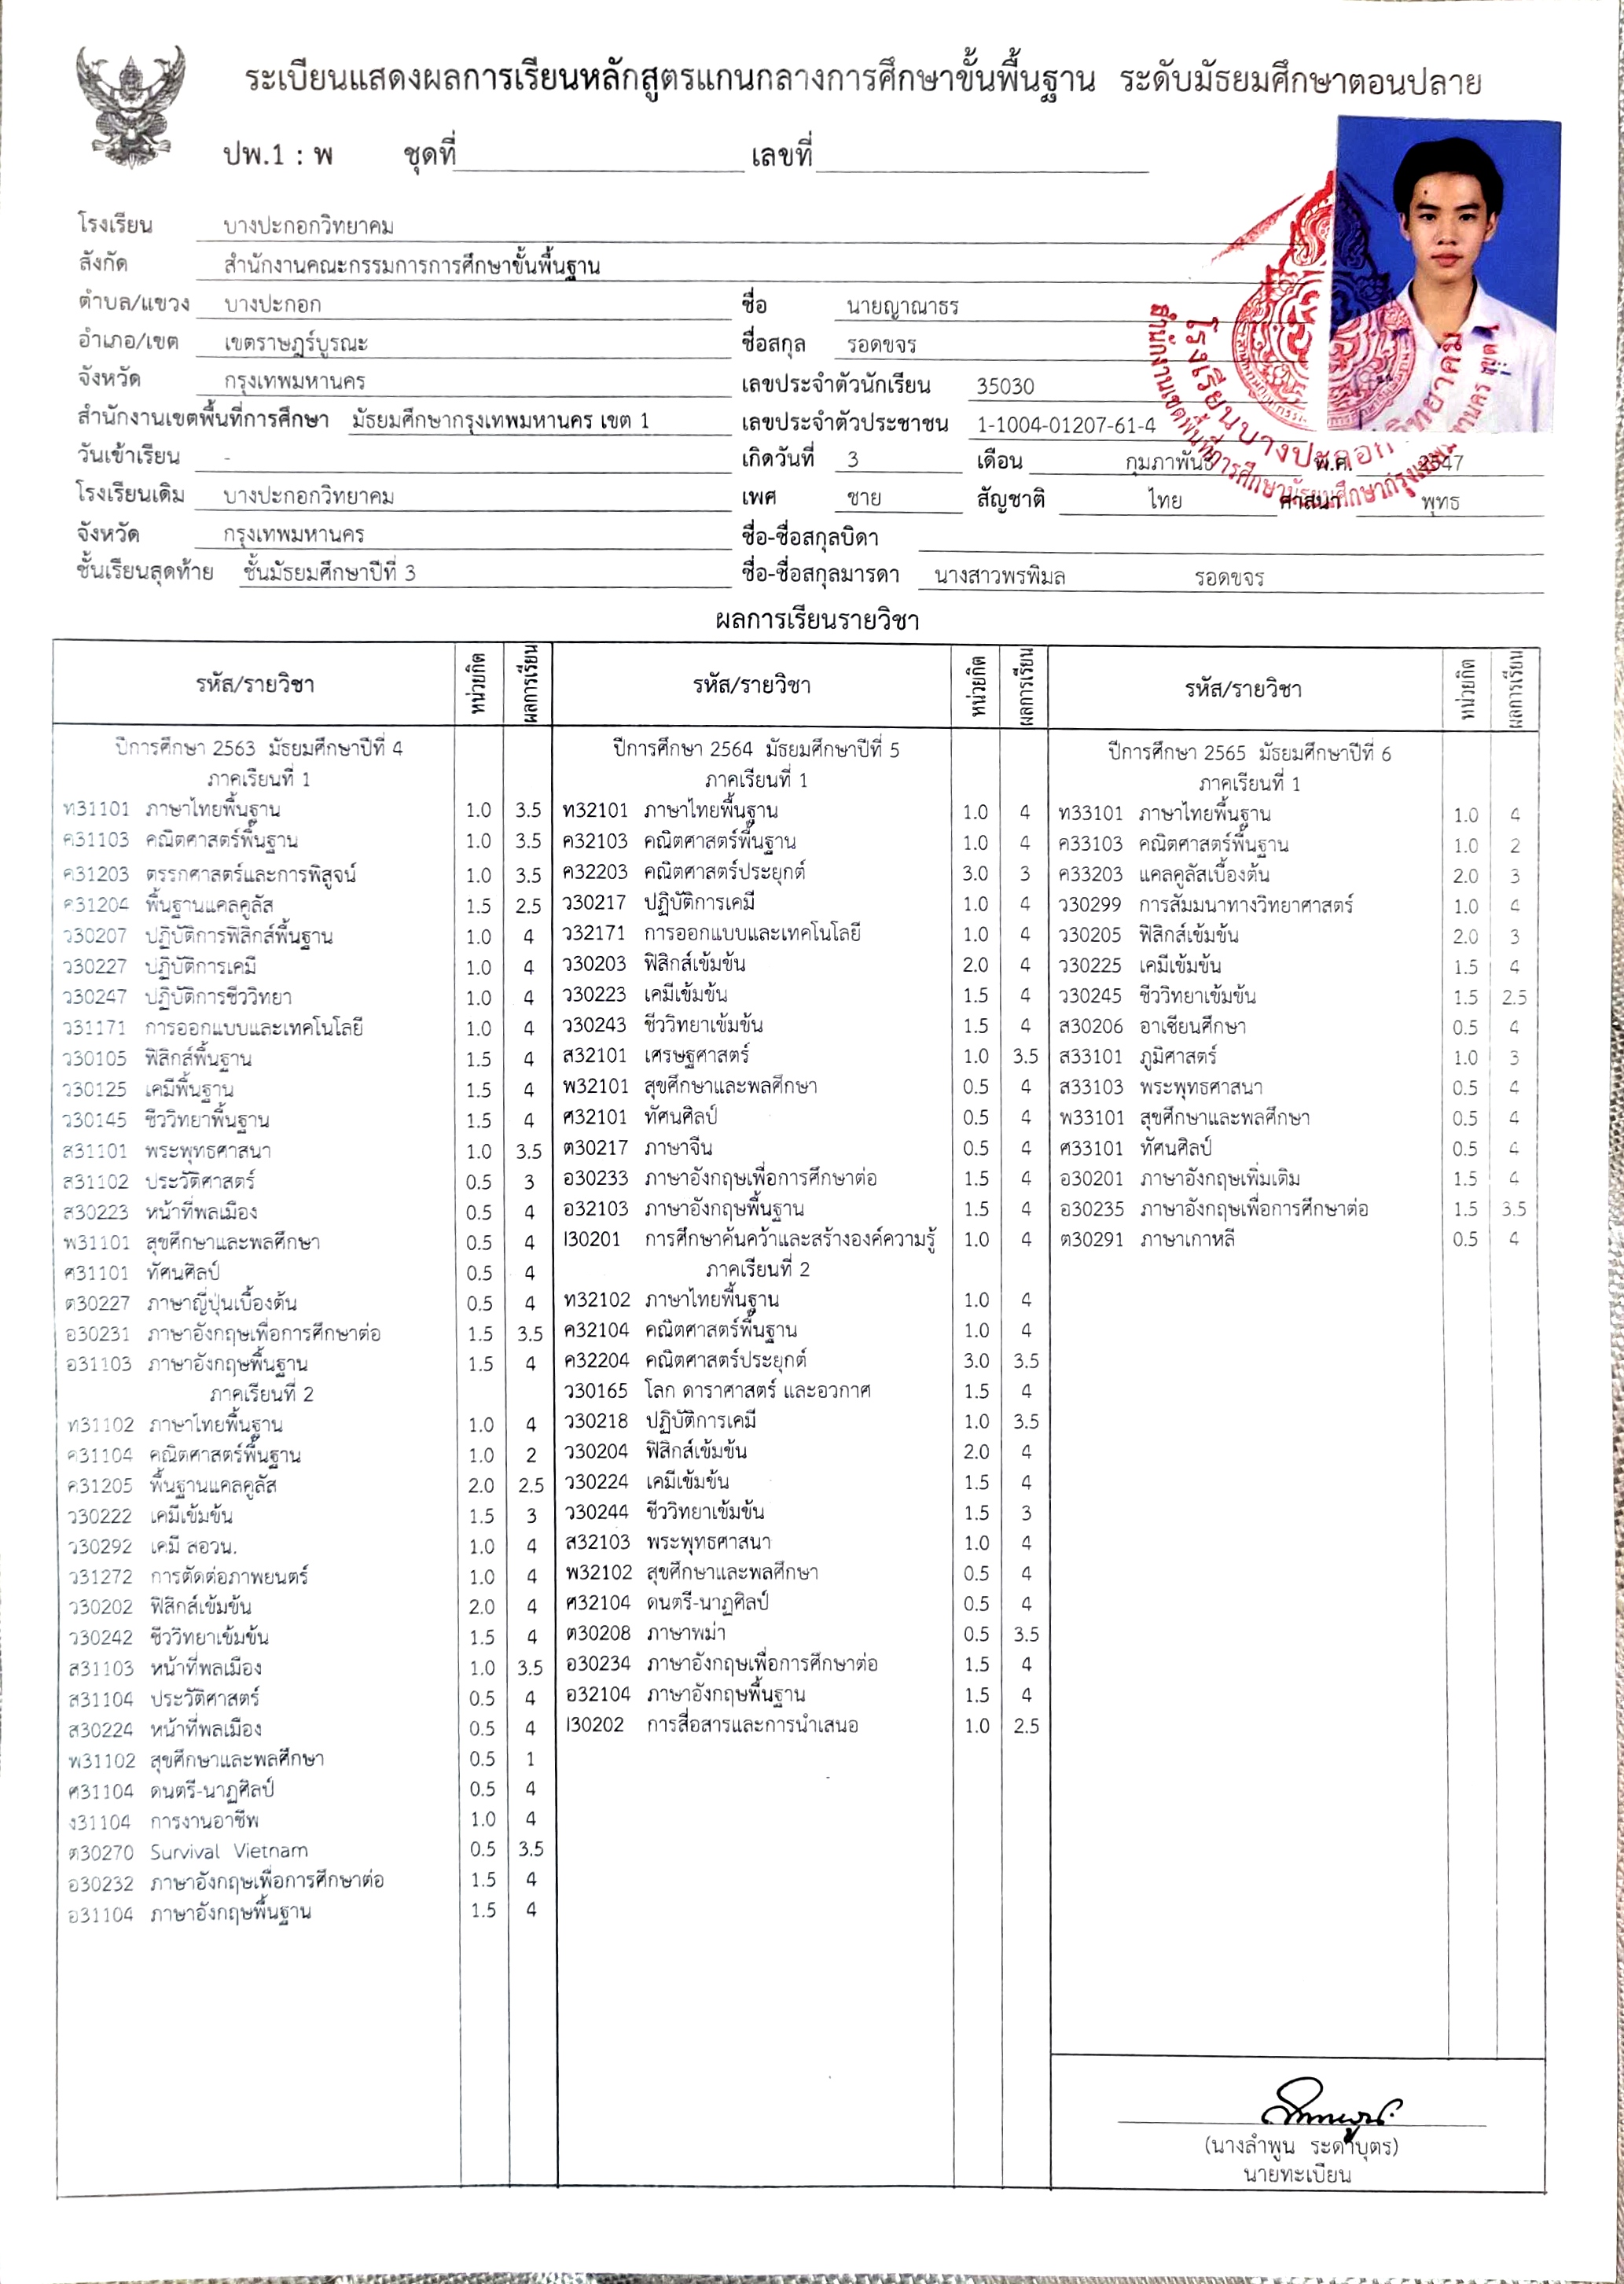 ระเบียนแสดงผลการเรียนหลักสูตรแกนกลางการศึกษาขั้นพื้นฐาน ระดับมัธยมศึกษาตอนปลาย
ปพ.1 : พ ชุดที่ เลขที่
โรงเรียน บางปะกอกวิทยาคม
สังกัด สำนักงานคณะกรรมการการศึกษาขั้นพื้นฐาน
ตำบล/แขวง บางปะกอก
อำเภอ/เขต เขตราษฎร์บูรณะ
จังหวัด กรุงเทพมหานคร
สำนักงานเขตพื้นที่การศึกษา มัธยมศึกษากรุงเทพมหานคร เขต 1
วันเข้าเรียน -
โรงเรียนเดิม บางปะกอกวิทยาคม
จังหวัด กรุงเทพมหานคร
ชั้นเรียนสุดท้าย ชั้นมัธยมศึกษาปีที่ 3
ชื่อ นายญาณาธร
ชื่อสกุล รอดขจร
เลขประจำตัวนักเรียน 35030
เลขประจำตัวประชาชน 1-1004-01207-61-4
เกิดวันที่ 3 เดือน กุมภาพันธ์ พ.ศ. 2547
เพศ ชาย สัญชาติ ไทย ศาสนา พุทธ
ชื่อ-ชื่อสกุลบิดา
ชื่อ-ชื่อสกุลมารดา นางสาวพรพิมล รอดขจร
ผลการเรียนรายวิชา
รหัส/รายวิชา หน่วยกิต ผลการเรียน
ปีการศึกษา 2563 มัธยมศึกษาปีที่ 4
ภาคเรียนที่ 1
ท31101 ภาษาไทยพื้นฐาน 1.0 3.5
ค31103 คณิตศาสตร์พื้นฐาน 1.0 3.5
ค31203 ตรรกศาสตร์และการพิสูจน์ 1.0 3.5
ค31204 พื้นฐานแคลคูลัส 1.5 2.5
ว30207 ปฏิบัติการฟิสิกส์พื้นฐาน 1.0 4
ว30227 ปฏิบัติการเคมี 1.0 4
ว30247 ปฏิบัติการชีววิทยา 1.0 4
ว31171 การออกแบบและเทคโนโลยี 1.0 4
ว30105 ฟิสิกส์พื้นฐาน 1.5 4
ว30125 เคมีพื้นฐาน 1.5 4
ว30145 ชีววิทยาพื้นฐาน 1.5 4
ส31101 พระพุทธศาสนา 1.0 3.5
ส31102 ประวัติศาสตร์ 0.5 3
ส30223 หน้าที่พลเมือง 0.5 4
พ31101 สุขศึกษาและพลศึกษา 0.5 4
ศ31101 ทัศนศิลป์ 0.5 4
ต30227 ภาษาญี่ปุ่นเบื้องต้น 0.5 4
อ30231 ภาษาอังกฤษเพื่อการศึกษาต่อ 1.5 3.5
อ31103 ภาษาอังกฤษพื้นฐาน 1.5 4
ภาคเรียนที่ 2
ท31102 ภาษาไทยพื้นฐาน 1.0 4
ค31104 คณิตศาสตร์พื้นฐาน 1.0 2
ค31205 พื้นฐานแคลคูลัส 2.0 2.5
ว30222 เคมีเข้มข้น 1.5 3
ว30292 เคมี สอวน. 1.0 4
ว31272 การตัดต่อภาพยนตร์ 1.0 4
ว30202 ฟิสิกส์เข้มข้น 2.0 4
ว30242 ชีววิทยาเข้มข้น 1.5 4
ส31103 หน้าที่พลเมือง 1.0 3.5
ส31104 ประวัติศาสตร์ 0.5 4
ส30224 หน้าที่พลเมือง 0.5 4
พ31102 สุขศึกษาและพลศึกษา 0.5 1
ศ31104 ดนตรี-นาฏศิลป์ 0.5 4
ง31104 การงานอาชีพ 1.0 4
ต30270 Survival Vietnam 0.5 3.5
อ30232 ภาษาอังกฤษเพื่อการศึกษาต่อ 1.5 4
อ31104 ภาษาอังกฤษพื้นฐาน 1.5 4
รหัส/รายวิชา หน่วยกิต ผลการเรียน
ปีการศึกษา 2564 มัธยมศึกษาปีที่ 5
ภาคเรียนที่ 1
ท32101 ภาษาไทยพื้นฐาน 1.0 4
ค32103 คณิตศาสตร์พื้นฐาน 1.0 4
ค32203 คณิตศาสตร์ประยุกต์ 3.0 3
ว30217 ปฏิบัติการเคมี 1.0 4
ว32171 การออกแบบและเทคโนโลยี 1.0 4
ว30203 ฟิสิกส์เข้มข้น 2.0 4
ว30223 เคมีเข้มข้น 1.5 4
ว30243 ชีววิทยาเข้มข้น 1.5 4
ส32101 เศรษฐศาสตร์ 1.0 3.5
พ32101 สุขศึกษาและพลศึกษา 0.5 4
ศ32101 ทัศนศิลป์ 0.5 4
ต30217 ภาษาจีน 0.5 4
อ30233 ภาษาอังกฤษเพื่อการศึกษาต่อ 1.5 4
อ32103 ภาษาอังกฤษพื้นฐาน 1.5 4
I30201 การศึกษาค้นคว้าและสร้างองค์ความรู้ 1.0 4
ภาคเรียนที่ 2
ท32102 ภาษาไทยพื้นฐาน 1.0 4
ค32104 คณิตศาสตร์พื้นฐาน 1.0 4
ค32204 คณิตศาสตร์ประยุกต์ 3.0 3.5
ว30165 โลก ดาราศาสตร์ และอวกาศ 1.5 4
ว30218 ปฏิบัติการเคมี 1.0 3.5
ว30204 ฟิสิกส์เข้มข้น 2.0 4
ว30224 เคมีเข้มข้น 1.5 4
ว30244 ชีววิทยาเข้มข้น 1.5 3
ส32103 พระพุทธศาสนา 1.0 4
พ32102 สุขศึกษาและพลศึกษา 0.5 4
ศ32104 ดนตรี-นาฏศิลป์ 0.5 4
ต30208 ภาษาพม่า 0.5 3.5
อ30234 ภาษาอังกฤษเพื่อการศึกษาต่อ 1.5 4
อ32104 ภาษาอังกฤษพื้นฐาน 1.5 4
I30202 การสื่อสารและการนำเสนอ 1.0 2.5
รหัส/รายวิชา หน่วยกิต ผลการเรียน
ปีการศึกษา 2565 มัธยมศึกษาปีที่ 6
ภาคเรียนที่ 1
ท33101 ภาษาไทยพื้นฐาน 1.0 4
ค33103 คณิตศาสตร์พื้นฐาน 1.0 2
ค33203 แคลคูลัสเบื้องต้น 2.0 3
ว30299 การสัมมนาทางวิทยาศาสตร์ 1.0 4
ว30205 ฟิสิกส์เข้มข้น 2.0 3
ว30225 เคมีเข้มข้น 1.5 4
ว30245 ชีววิทยาเข้มข้น 1.5 2.5
ส30206 อาเซียนศึกษา 0.5 4
ส33101 ภูมิศาสตร์ 1.0 3
ส33103 พระพุทธศาสนา 0.5 4
พ33101 สุขศึกษาและพลศึกษา 0.5 4
ศ33101 ทัศนศิลป์ 0.5 4
อ30201 ภาษาอังกฤษเพิ่มเติม 1.5 4
อ30235 ภาษาอังกฤษเพื่อการศึกษาต่อ 1.5 3.5
ต30291 ภาษาเกาหลี 0.5 4
(นางลำพูน ระดาบุตร)
นายทะเบียน